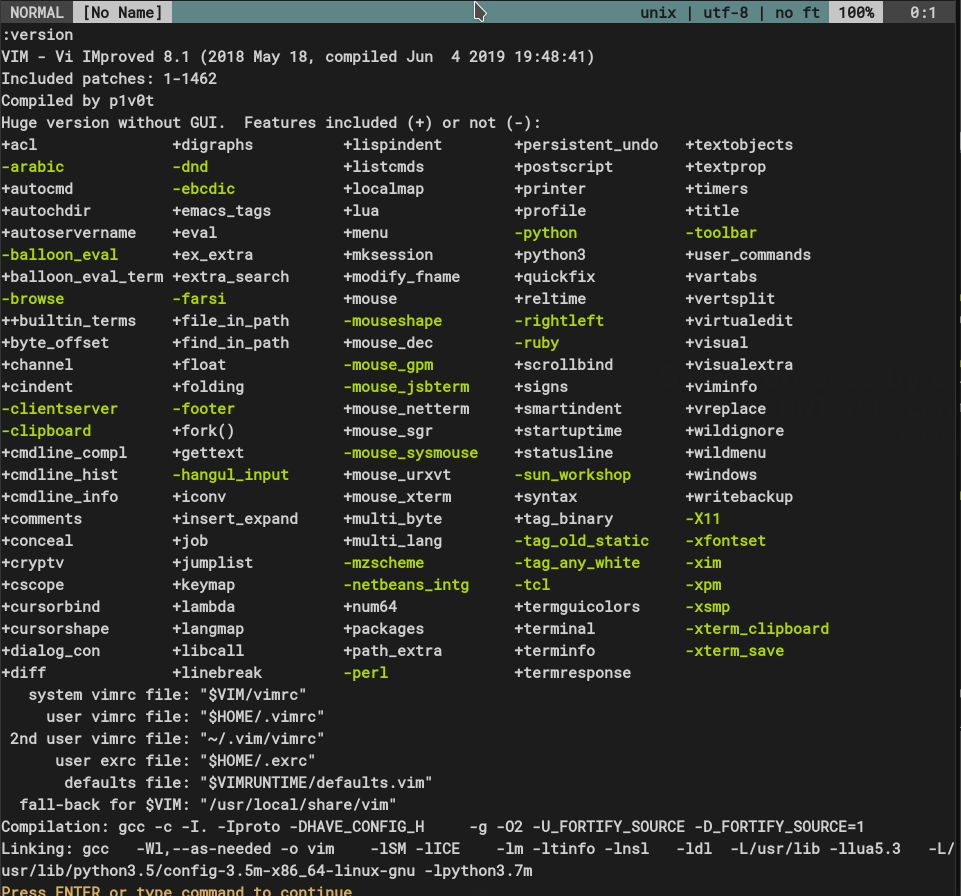 NORMAL [No Name] unix | utf-8 | no ft 100% 0:1
:version
VIM - Vi IMproved 8.1 (2018 May 18, compiled Jun  4 2019 19:48:41)
Included patches: 1-1462
Compiled by p1v0t
Huge version without GUI.  Features included (+) or not (-):
+acl +digraphs +lispindent +persistent_undo +textobjects
-arabic -dnd +listcmds +postscript +textprop
+autocmd -ebcdic +localmap +printer +timers
+autochdir +emacs_tags +lua +profile +title
+autoservername +eval +menu -python -toolbar
-balloon_eval +ex_extra +mksession +python3 +user_commands
+balloon_eval_term +extra_search +modify_fname +quickfix +vartabs
-browse -farsi +mouse +reltime +vertsplit
++builtin_terms +file_in_path -mouseshape -rightleft +virtualedit
+byte_offset +find_in_path +mouse_dec -ruby +visual
+channel +float -mouse_gpm +scrollbind +visualextra
+cindent +folding -mouse_jsbterm +signs +viminfo
-clientserver -footer +mouse_netterm +smartindent +vreplace
-clipboard +fork() +mouse_sgr +startuptime +wildignore
+cmdline_compl +gettext -mouse_sysmouse +statusline +wildmenu
+cmdline_hist -hangul_input +mouse_urxvt -sun_workshop +windows
+cmdline_info +iconv +mouse_xterm +syntax +writebackup
+comments +insert_expand +multi_byte +tag_binary -X11
+conceal +job +multi_lang -tag_old_static -xfontset
+cryptv +jumplist -mzscheme -tag_any_white -xim
+cscope +keymap -netbeans_intg -tcl -xpm
+cursorbind +lambda +num64 +termguicolors -xsmp
+cursorshape +langmap +packages +terminal -xterm_clipboard
+dialog_con +libcall +path_extra +terminfo -xterm_save
+diff +linebreak -perl +termresponse
system vimrc file: "$VIM/vimrc"
user vimrc file: "$HOME/.vimrc"
2nd user vimrc file: "~/.vim/vimrc"
user exrc file: "$HOME/.exrc"
defaults file: "$VIMRUNTIME/defaults.vim"
fall-back for $VIM: "/usr/local/share/vim"
Compilation: gcc -c -I. -Iproto -DHAVE_CONFIG_H     -g -O2 -U_FORTIFY_SOURCE -D_FORTIFY_SOURCE=1
Linking: gcc   -Wl,--as-needed -o vim    -lSM -lICE    -lm -ltinfo -lnsl   -ldl  -L/usr/lib -llua5.3   -L/
usr/lib/python3.5/config-3.5m-x86_64-linux-gnu -lpython3.7m
Press ENTER or type command to continue